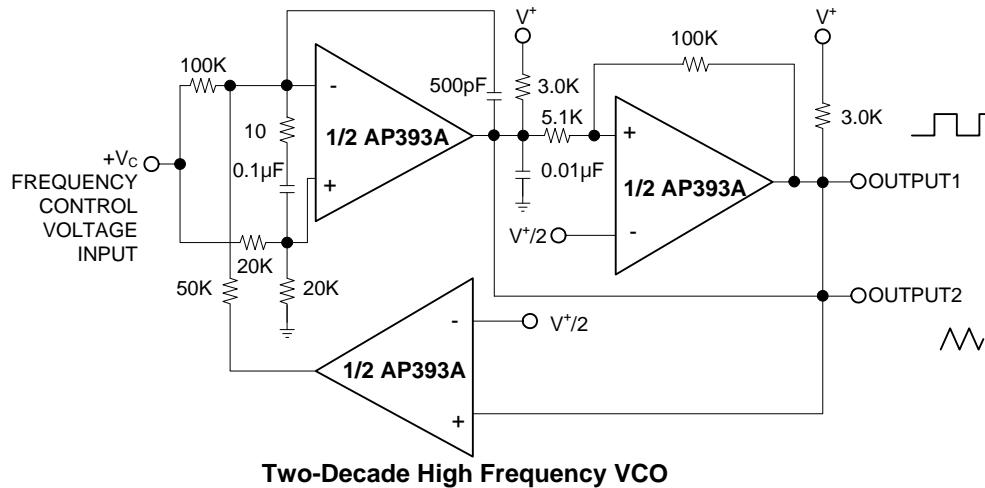 V+
V+
100K
100K
500pF
3.0K
-
5.1K
+
3.0K
10
1/2 AP393A
+VC
FREQUENCY
CONTROL
VOLTAGE
INPUT
0.1µF
+
0.01µF
1/2 AP393A
OUTPUT1
V+/2
-
20K
50K
20K
OUTPUT2
-
V+/2
1/2 AP393A
+
Two-Decade High Frequency VCO